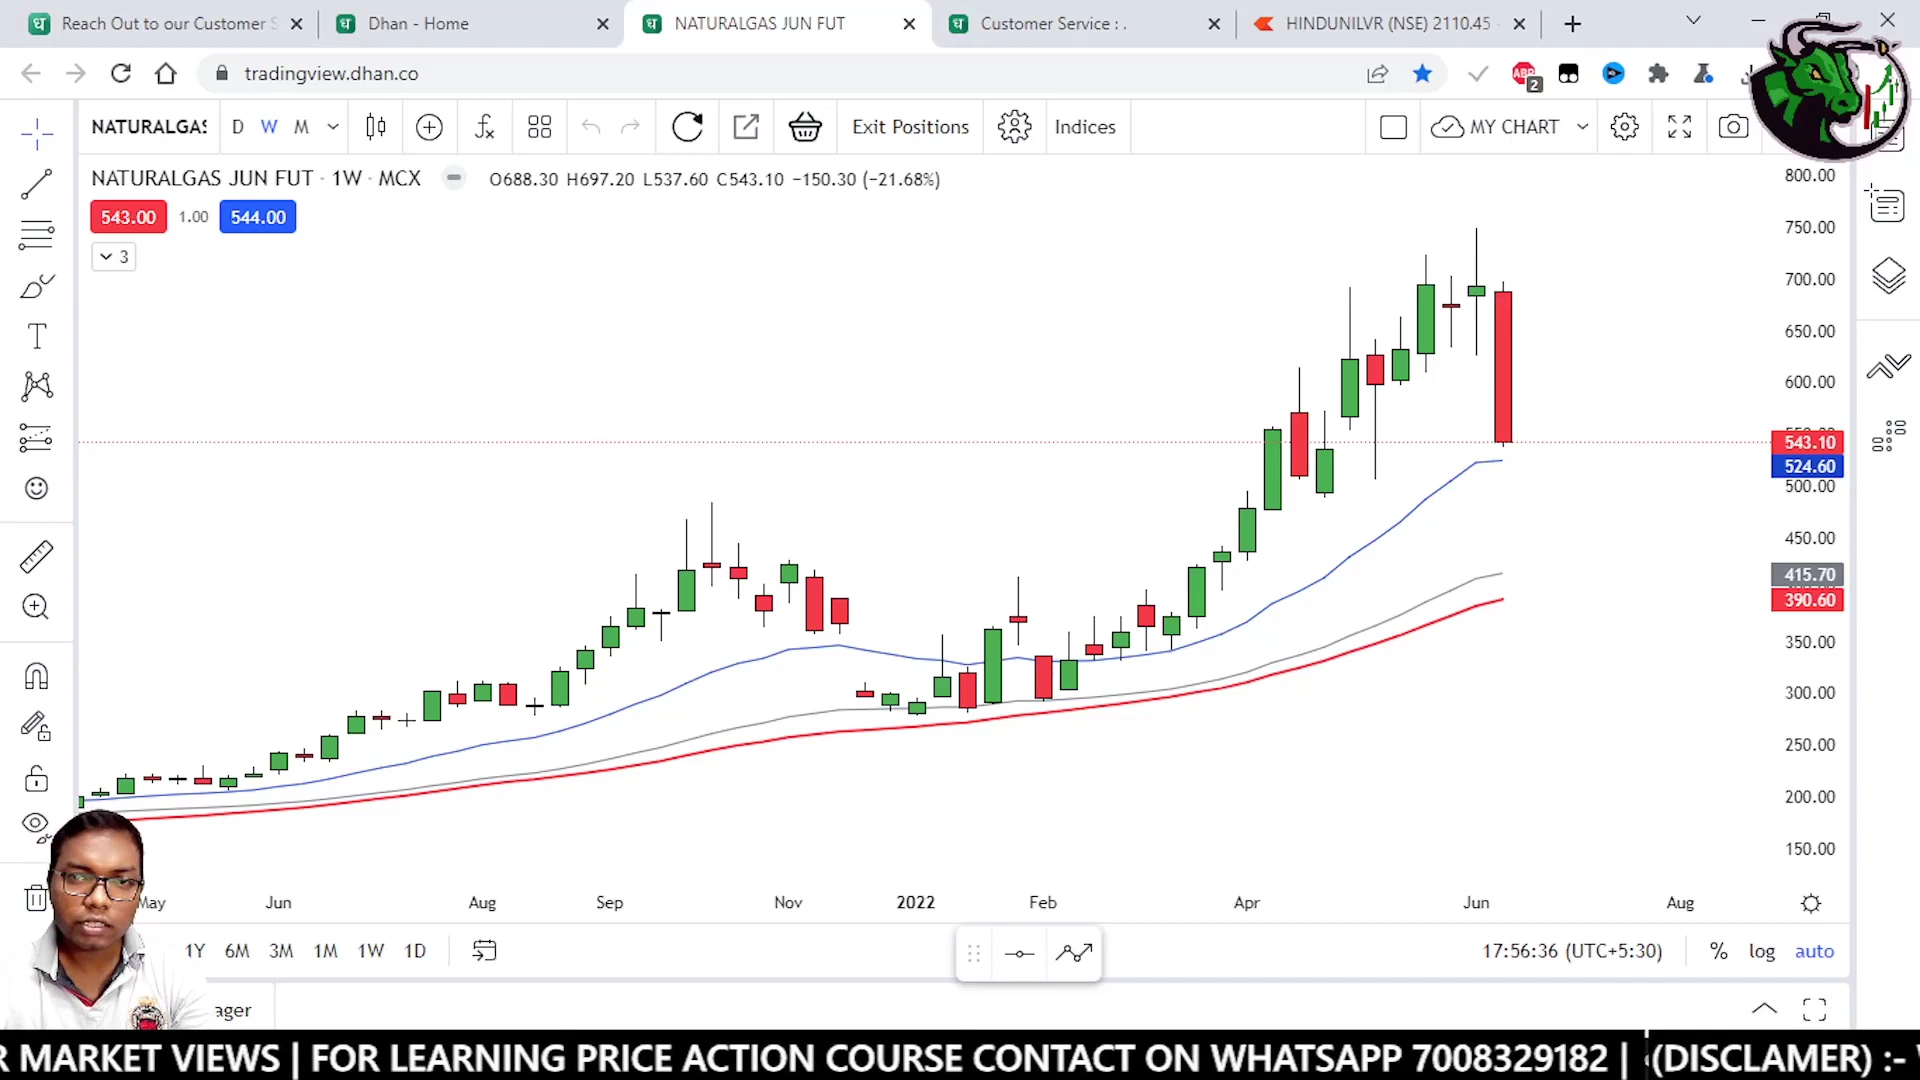 Reach Out to our Customer S
Dhan - Home
NATURALGAS JUN FUT
Customer Service : .
HINDUNILVR (NSE) 2110.45
tradingview.dhan.co
ABP
2
NATURALGAS
D W M
Exit Positions
Indices
MY CHART
NATURALGAS JUN FUT · 1W · MCX
O688.30 H697.20 L537.60 C543.10 −150.30 (−21.68%)
543.00 1.00 544.00
3
800.00
750.00
700.00
650.00
600.00
543.10
524.60
500.00
450.00
415.70
390.60
350.00
300.00
250.00
200.00
150.00
May Jun Aug Sep Nov 2022 Feb Apr Jun Aug
1Y 6M 3M 1M 1W 1D
17:56:36 (UTC+5:30) % log auto
ager
R MARKET VIEWS | FOR LEARNING PRICE ACTION COURSE CONTACT ON WHATSAPP 7008329182 | (DISCLAMER) :-